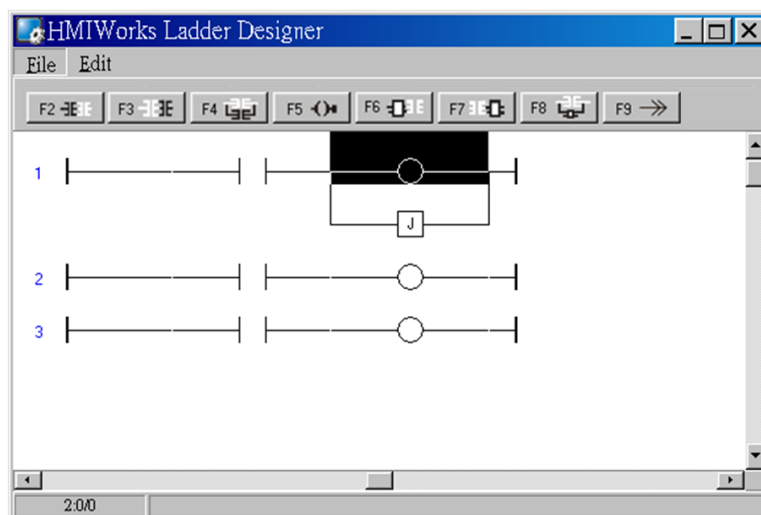 HMIWorks Ladder Designer
File Edit
F2 F3 F4 F5 F6 F7 F8 F9
1
J
2
3
2:0/0